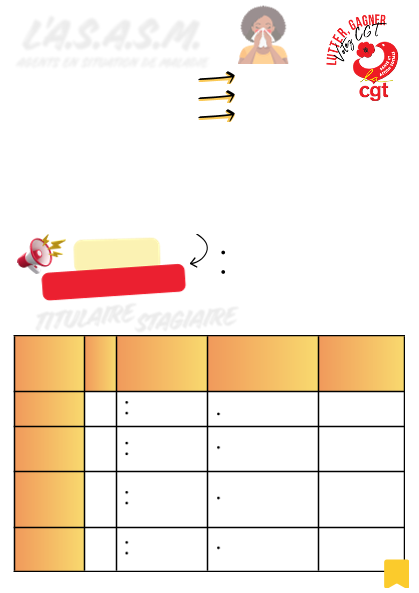 L'A.S.A.S.M.
AGENTS EN SITUATION DE MALADIE
LUTTER, GAGNER
Votez CGT
cgt
TITULAIRE STAGIAIRE